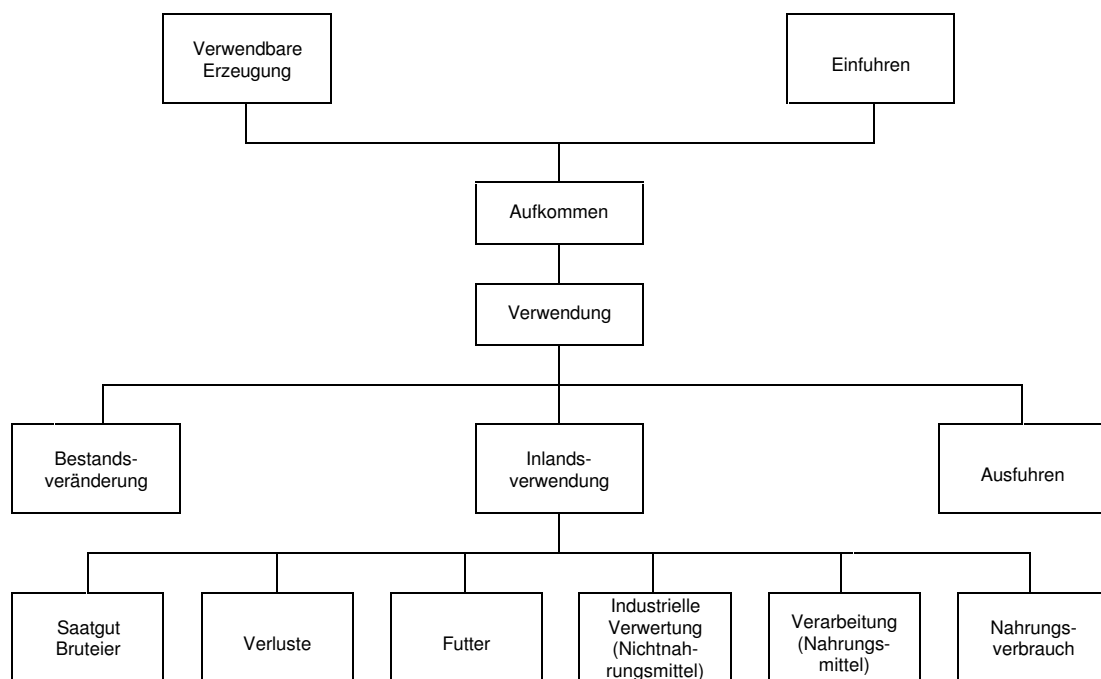 Verwendbare
Erzeugung
Einfuhren
Aufkommen
Verwendung
Bestands-
veränderung
Inlands-
verwendung
Ausfuhren
Saatgut
Bruteier
Verluste
Futter
Industrielle
Verwertung
(Nichtnah-
rungsmittel)
Verarbeitung
(Nahrungs-
mittel)
Nahrungs-
verbrauch